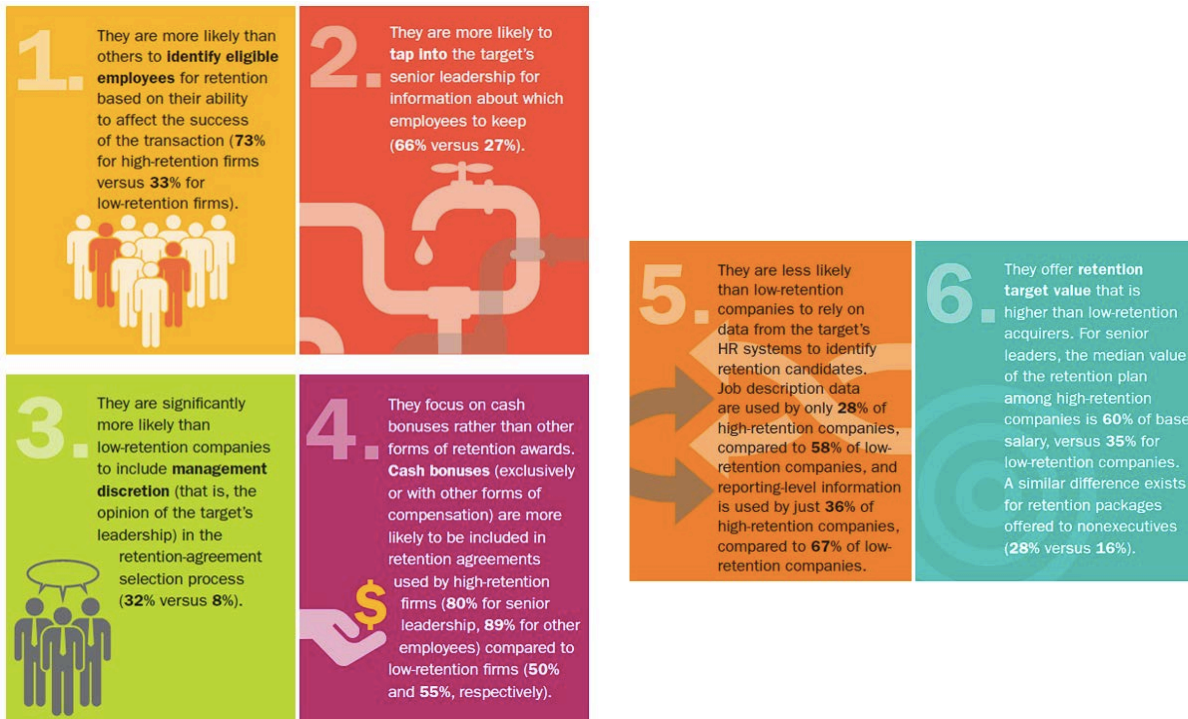 1.
They are more likely than
others to identify eligible
employees for retention
based on their ability
to affect the success
of the transaction (73%
for high-retention firms
versus 33% for
low-retention firms).
2.
They are more likely to
tap into the target's
senior leadership for
information about which
employees to keep
(66% versus 27%).
3.
They are significantly
more likely than
low-retention companies
to include management
discretion (that is, the
opinion of the target's
leadership) in the
retention-agreement
selection process
(32% versus 8%).
4.
They focus on cash
bonuses rather than other
forms of retention awards.
Cash bonuses (exclusively
or with other forms of
compensation) are more
likely to be included in
retention agreements
used by high-retention
firms (80% for senior
leadership, 89% for other
employees) compared to
low-retention firms (50%
and 55%, respectively).
$
5.
They are less likely
than low-retention
companies to rely on
data from the target's
HR systems to identify
retention candidates.
Job description data
are used by only 28% of
high-retention companies,
compared to 58% of low-
retention companies, and
reporting-level information
is used by just 36% of
high-retention companies,
compared to 67% of low-
retention companies.
6.
They offer retention
target value that is
higher than low-retention
acquirers. For senior
leaders, the median value
of the retention plan
among high-retention
companies is 60% of base
salary, versus 35% for
low-retention companies.
A similar difference exists
for retention packages
offered to nonexecutives
(28% versus 16%).